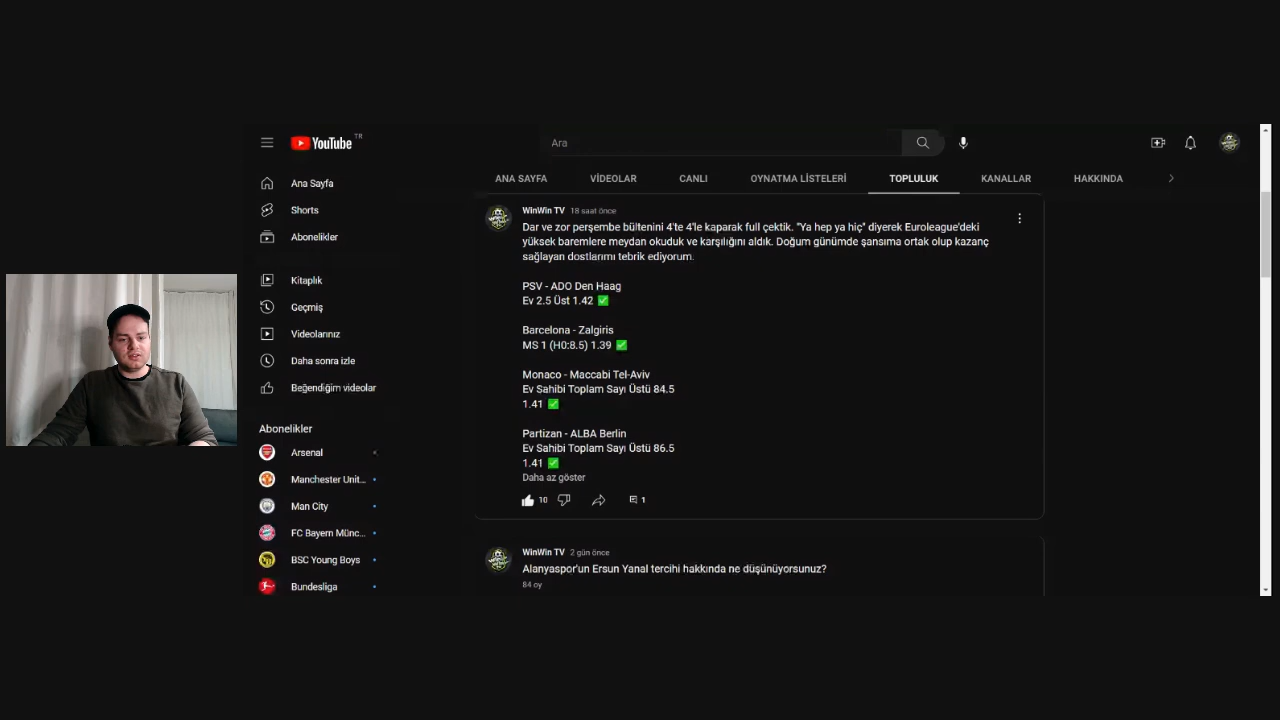 YouTube TR
Ara
ANA SAYFA
VİDEOLAR
CANLI
OYNATMA LİSTELERİ
TOPLULUK
KANALLAR
HAKKINDA
Ana Sayfa
Shorts
Abonelikler
Kitaplık
Geçmiş
Videolarınız
Daha sonra izle
Beğendiğim videolar
Abonelikler
Arsenal
Manchester Unit...
Man City
FC Bayern Münc...
BSC Young Boys
Bundesliga
WinWin TV 18 saat önce
Dar ve zor perşembe bültenini 4'te 4'le kaparak full çektik. "Ya hep ya hiç" diyerek Euroleague'deki
yüksek baremlere meydan okuduk ve karşılığını aldık. Doğum günümde şansıma ortak olup kazanç
sağlayan dostlarımı tebrik ediyorum.
PSV - ADO Den Haag
Ev 2.5 Üst 1.42 ✅
Barcelona - Zalgiris
MS 1 (H0:8.5) 1.39 ✅
Monaco - Maccabi Tel-Aviv
Ev Sahibi Toplam Sayı Üstü 84.5
1.41 ✅
Partizan - ALBA Berlin
Ev Sahibi Toplam Sayı Üstü 86.5
1.41 ✅
Daha az göster
10
1
WinWin TV 2 gün önce
Alanyaspor'un Ersun Yanal tercihi hakkında ne düşünüyorsunuz?
84 oy